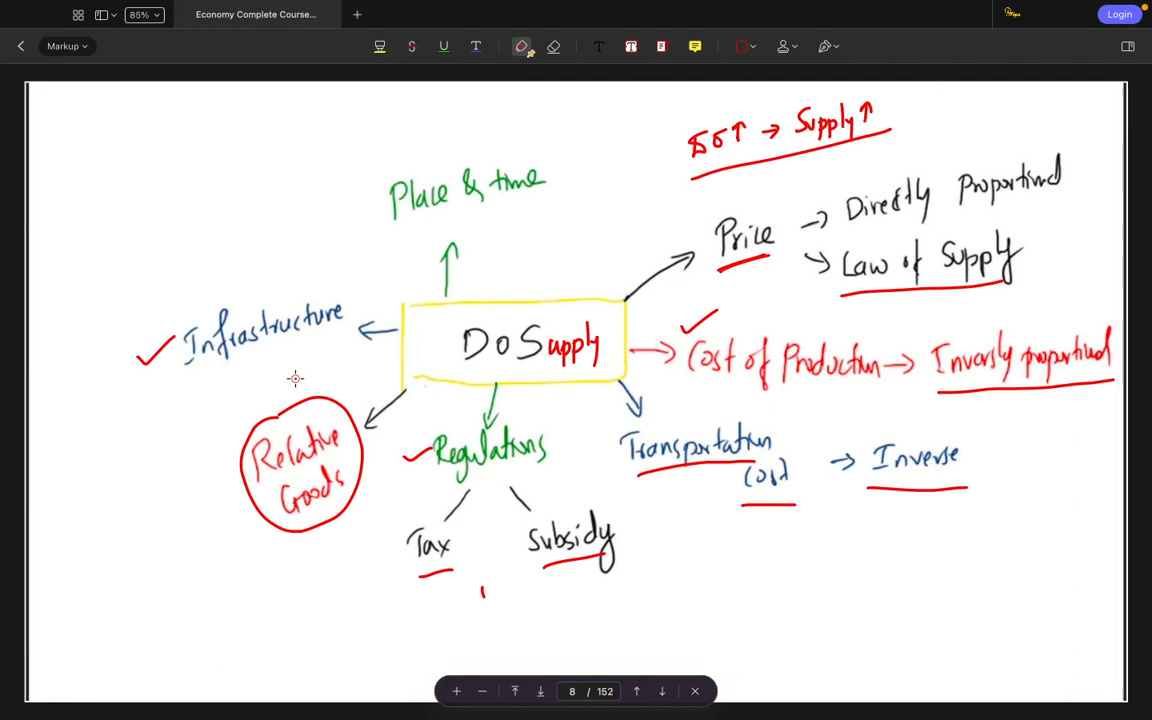 85%
Economy Complete Course...
Login
Markup
Supply↑
Place & time
Price → Directly Proportional
→ Law of Supply
Infrastructure
DoSupply
Cost of Production → Inversly proportional
Relative
Goods
Regulations
Transportation
Cost → Inverse
Tax
Subsidy
8 / 152